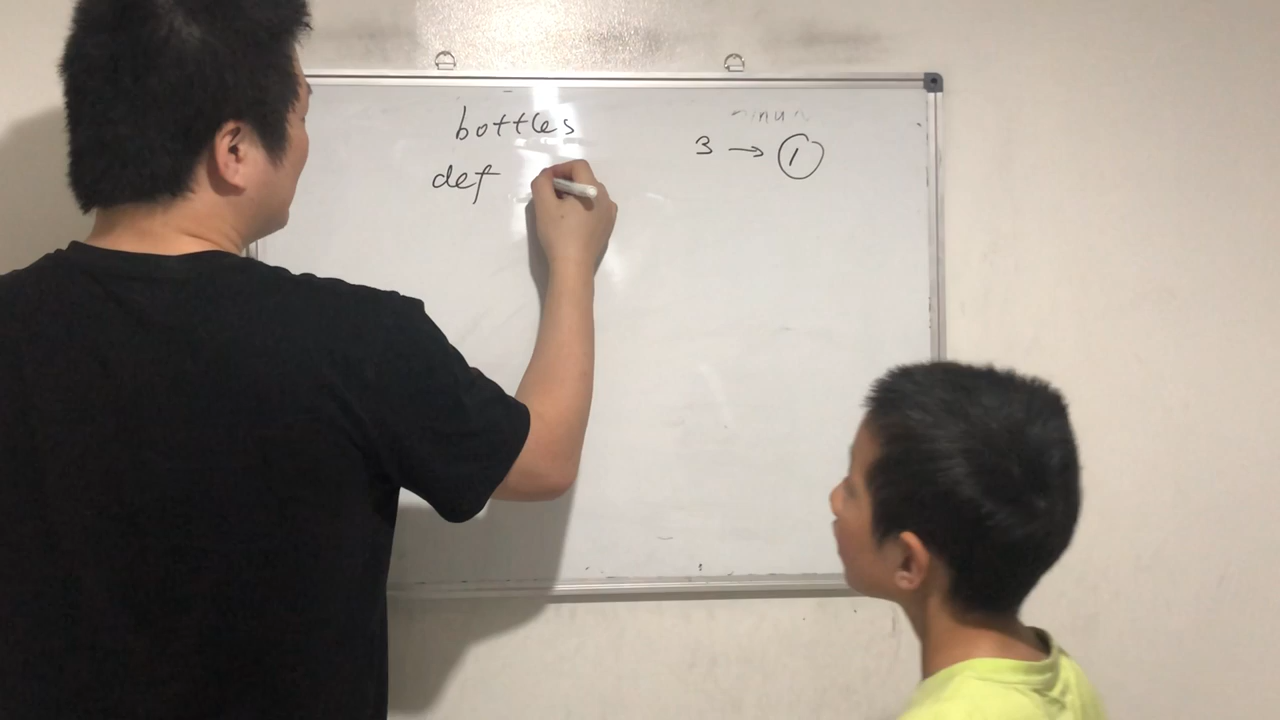 bottles
3 → 1
def